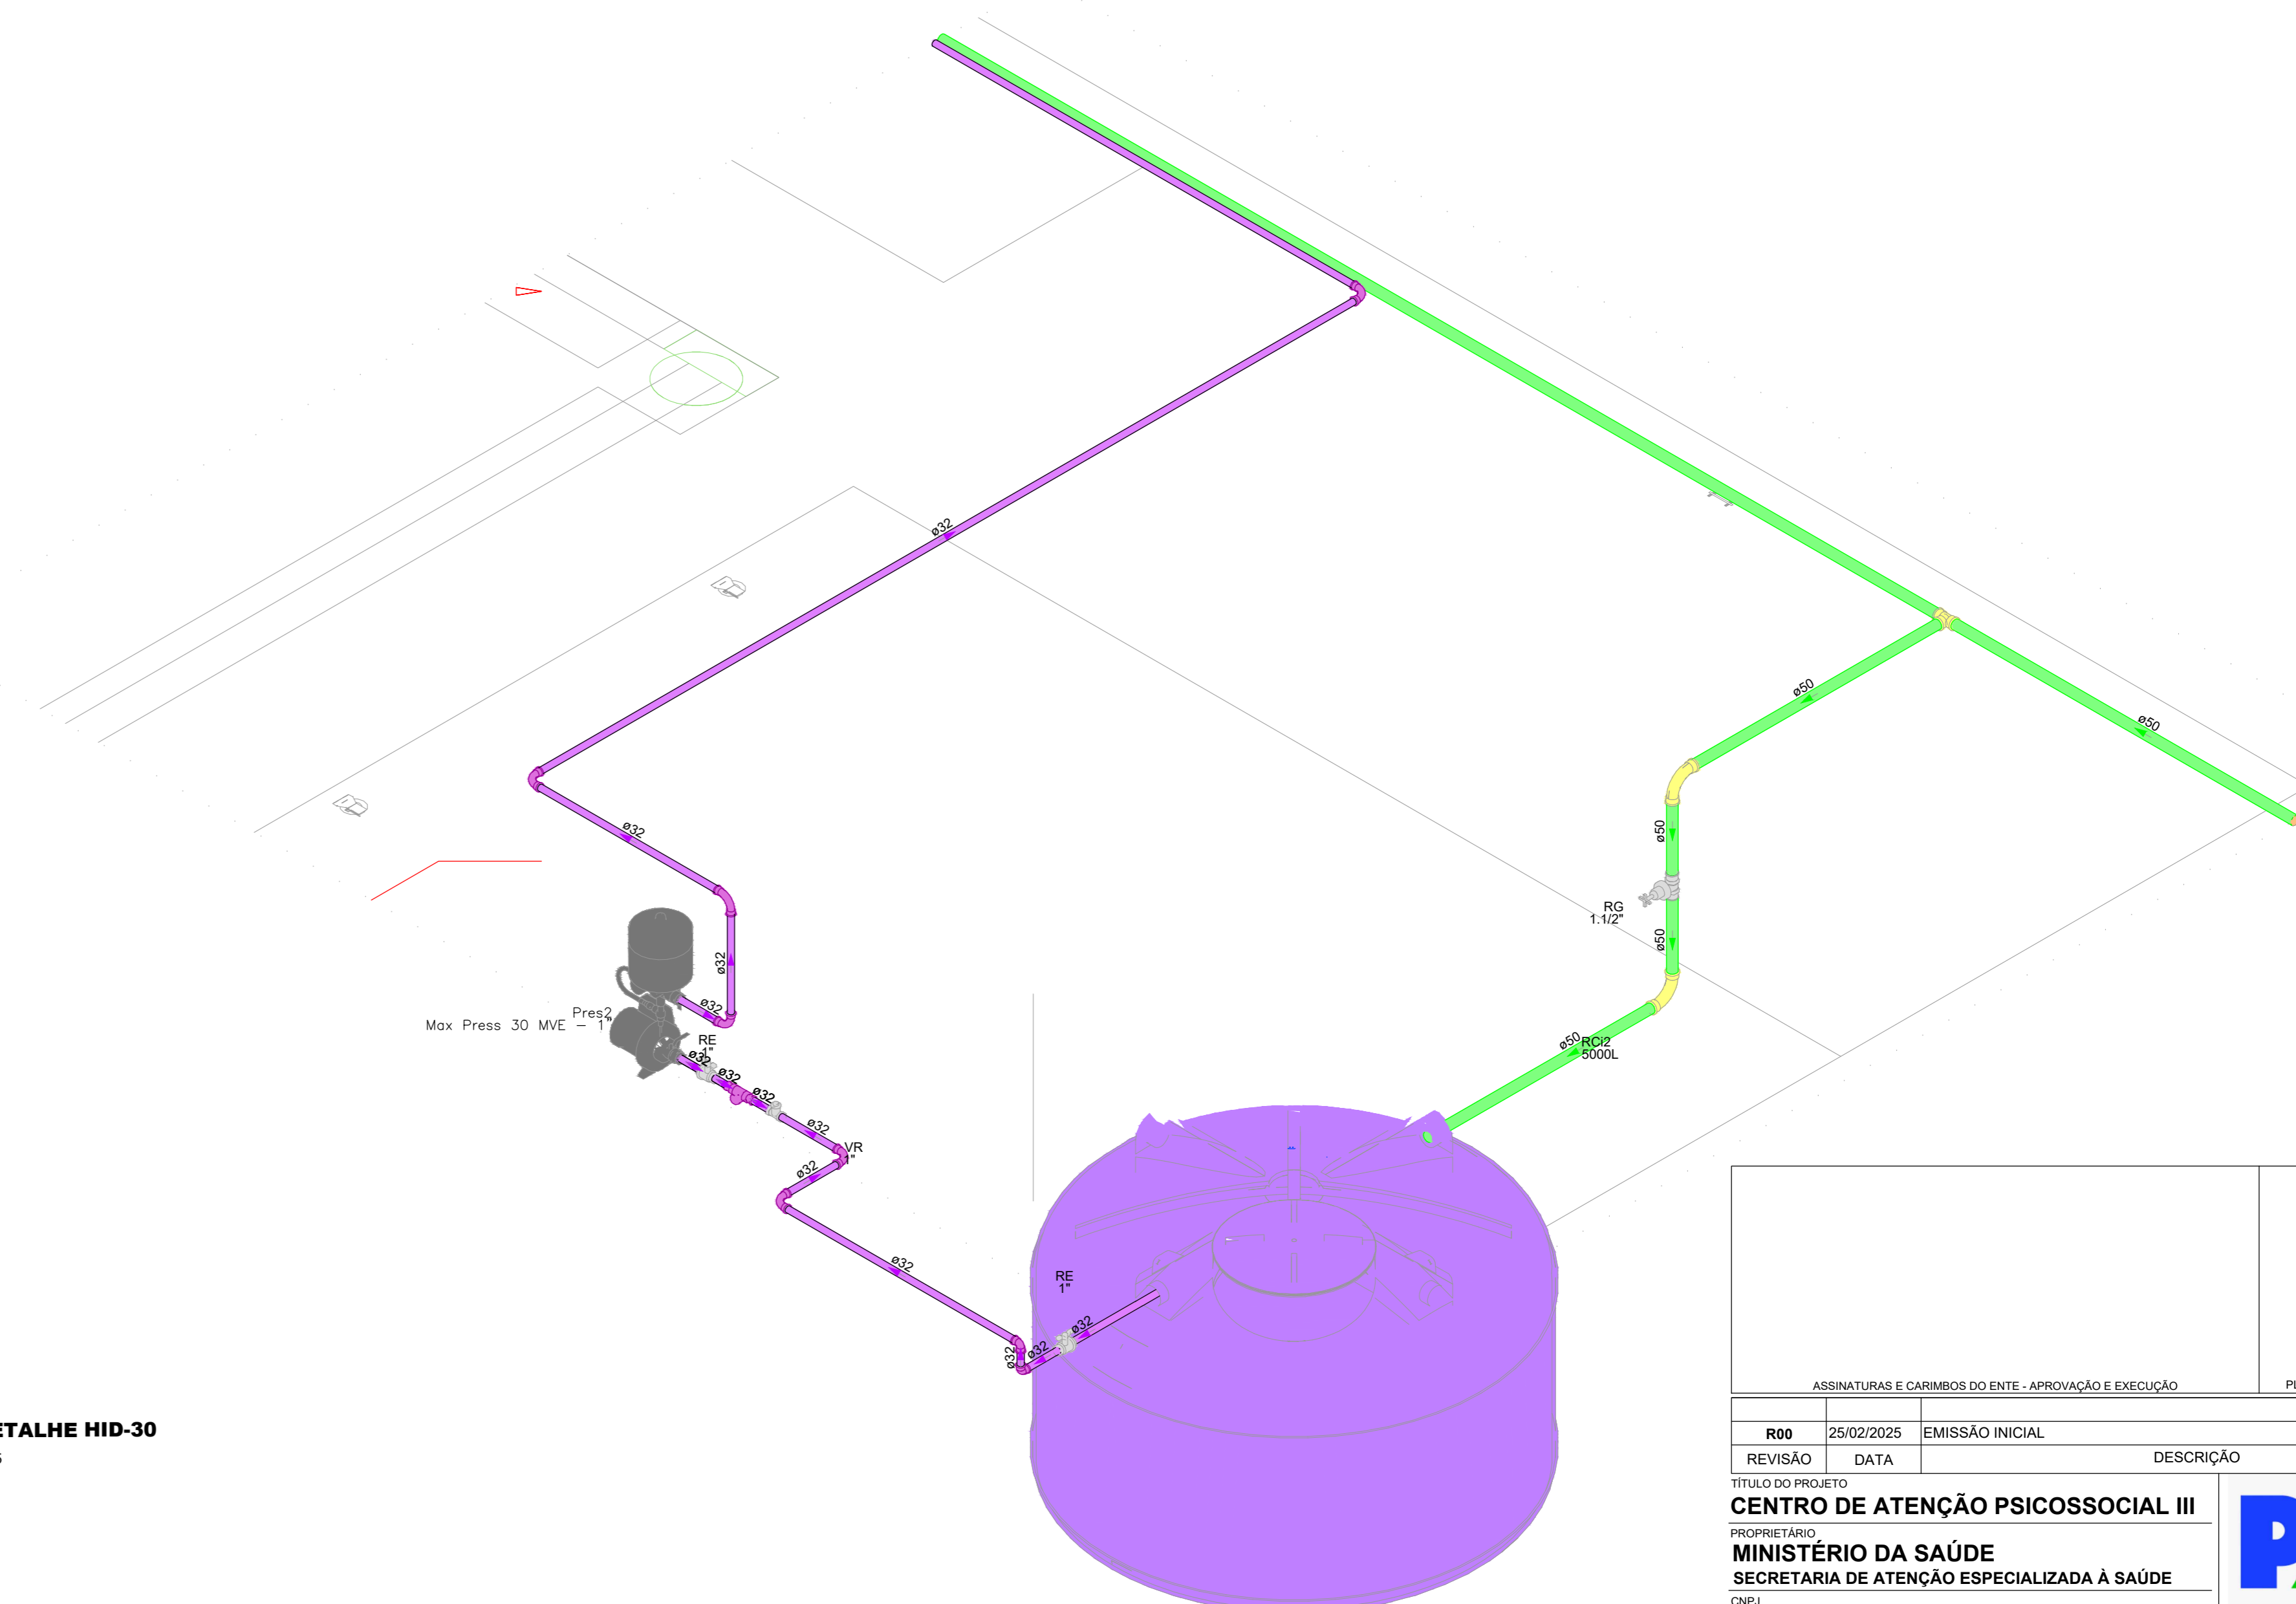 ø32
ø32
ø32
ø32
Pres2
Max Press 30 MVE – 1"
RE
1"
ø32
ø32
ø32
ø32
VR
1"
ø32
ø32
RE
1"
ø32
ø32
ø32
ø50
ø50
ø50
RG
1.1/2"
ø50
ø50
RCi2
5000L
ETALHE HID-30
ASSINATURAS E CARIMBOS DO ENTE - APROVAÇÃO E EXECUÇÃO
R00 25/02/2025 EMISSÃO INICIAL
REVISÃO DATA DESCRIÇÃO
TÍTULO DO PROJETO
CENTRO DE ATENÇÃO PSICOSSOCIAL III
PROPRIETÁRIO
MINISTÉRIO DA SAÚDE
SECRETARIA DE ATENÇÃO ESPECIALIZADA À SAÚDE
CNPJ